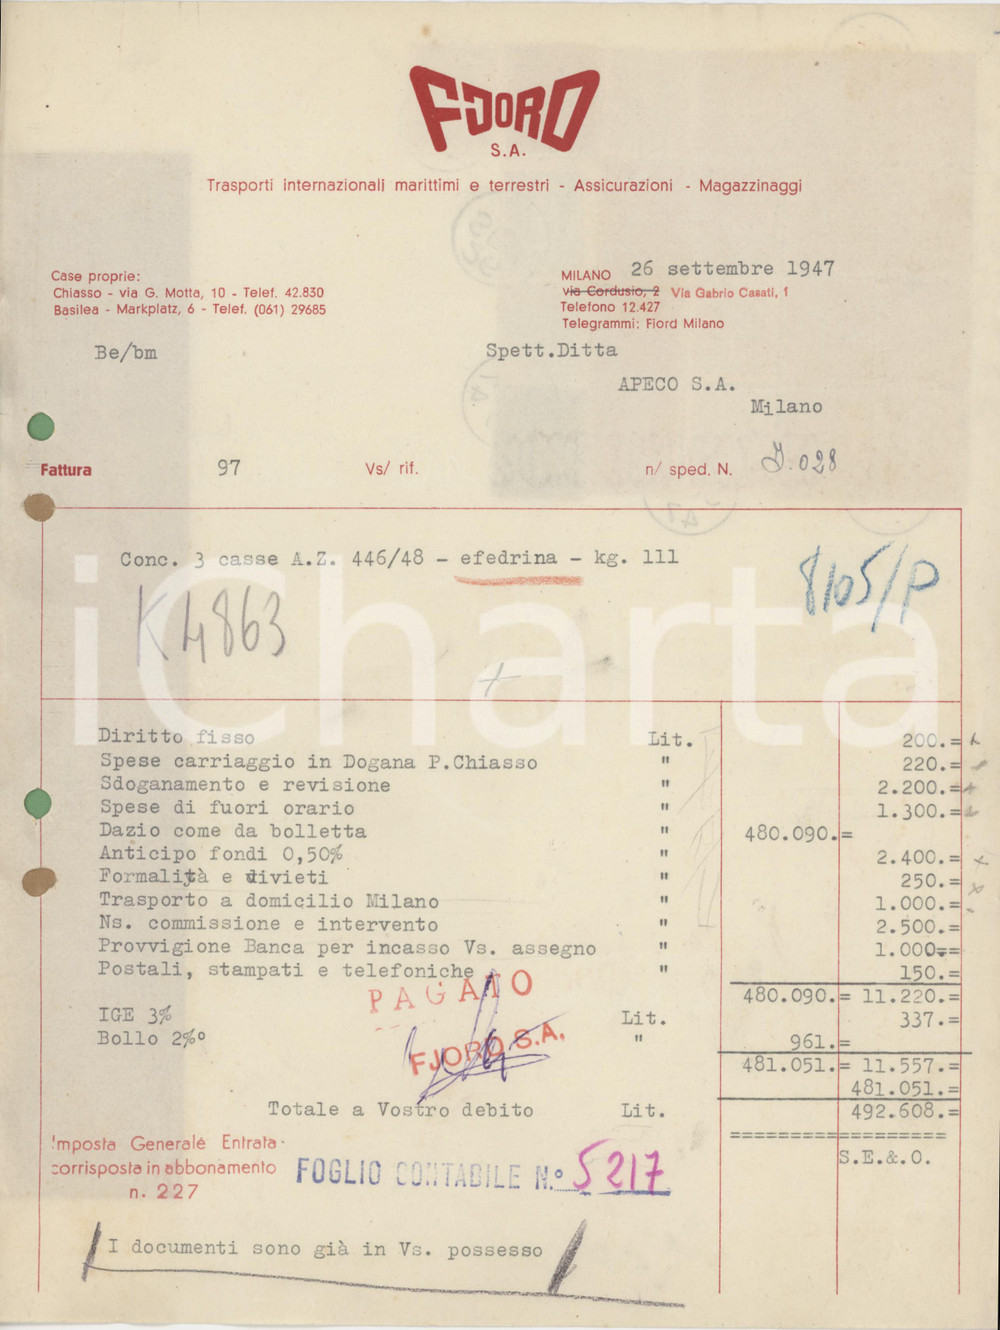 FJORD
S.A.
Trasporti internazionali marittimi e terrestri - Assicurazioni - Magazzinaggi
Case proprie:
Chiasso - via G. Motta, 10 - Telef. 42.830
Basilea - Markplatz, 6 - Telef. (061) 29685
MILANO 26 settembre 1947
via Cordusio, 2 Via Gabrio Casati, 1
Telefono 12.427
Telegrammi: Fiord Milano
Be/bm
Spett.Ditta
APECO S.A.
Milano
Fattura 97 Vs/ rif. n/ sped. N. J.028
Conc. 3 casse A.Z. 446/48 - efedrina - kg. 111
8105/P
K4863
iCharta
Diritto fisso Lit. 200.=
Spese carriaggio in Dogana P.Chiasso " 220.=
Sdoganamento e revisione " 2.200.=
Spese di fuori orario " 1.300.=
Dazio come da bolletta " 480.090.=
Anticipo fondi 0,50% " 2.400.=
Formalità e divieti " 250.=
Trasporto a domicilio Milano " 1.000.=
Ns. commissione e intervento " 2.500.=
Provvigione Banca per incasso Vs. assegno " 1.000.=
Postali, stampati e telefoniche " 150.=
480.090.= 11.220.=
PAGATO
IGE 3% Lit. 337.=
Bollo 2%° " 961.=
FJORD S.A.
481.051.= 11.557.=
481.051.=
Totale a Vostro debito Lit. 492.608.=
==================
S.E.&.O.
Imposta Generale Entrata
corrisposta in abbonamento
n. 227
FOGLIO CONTABILE N.° 5217
I documenti sono già in Vs. possesso